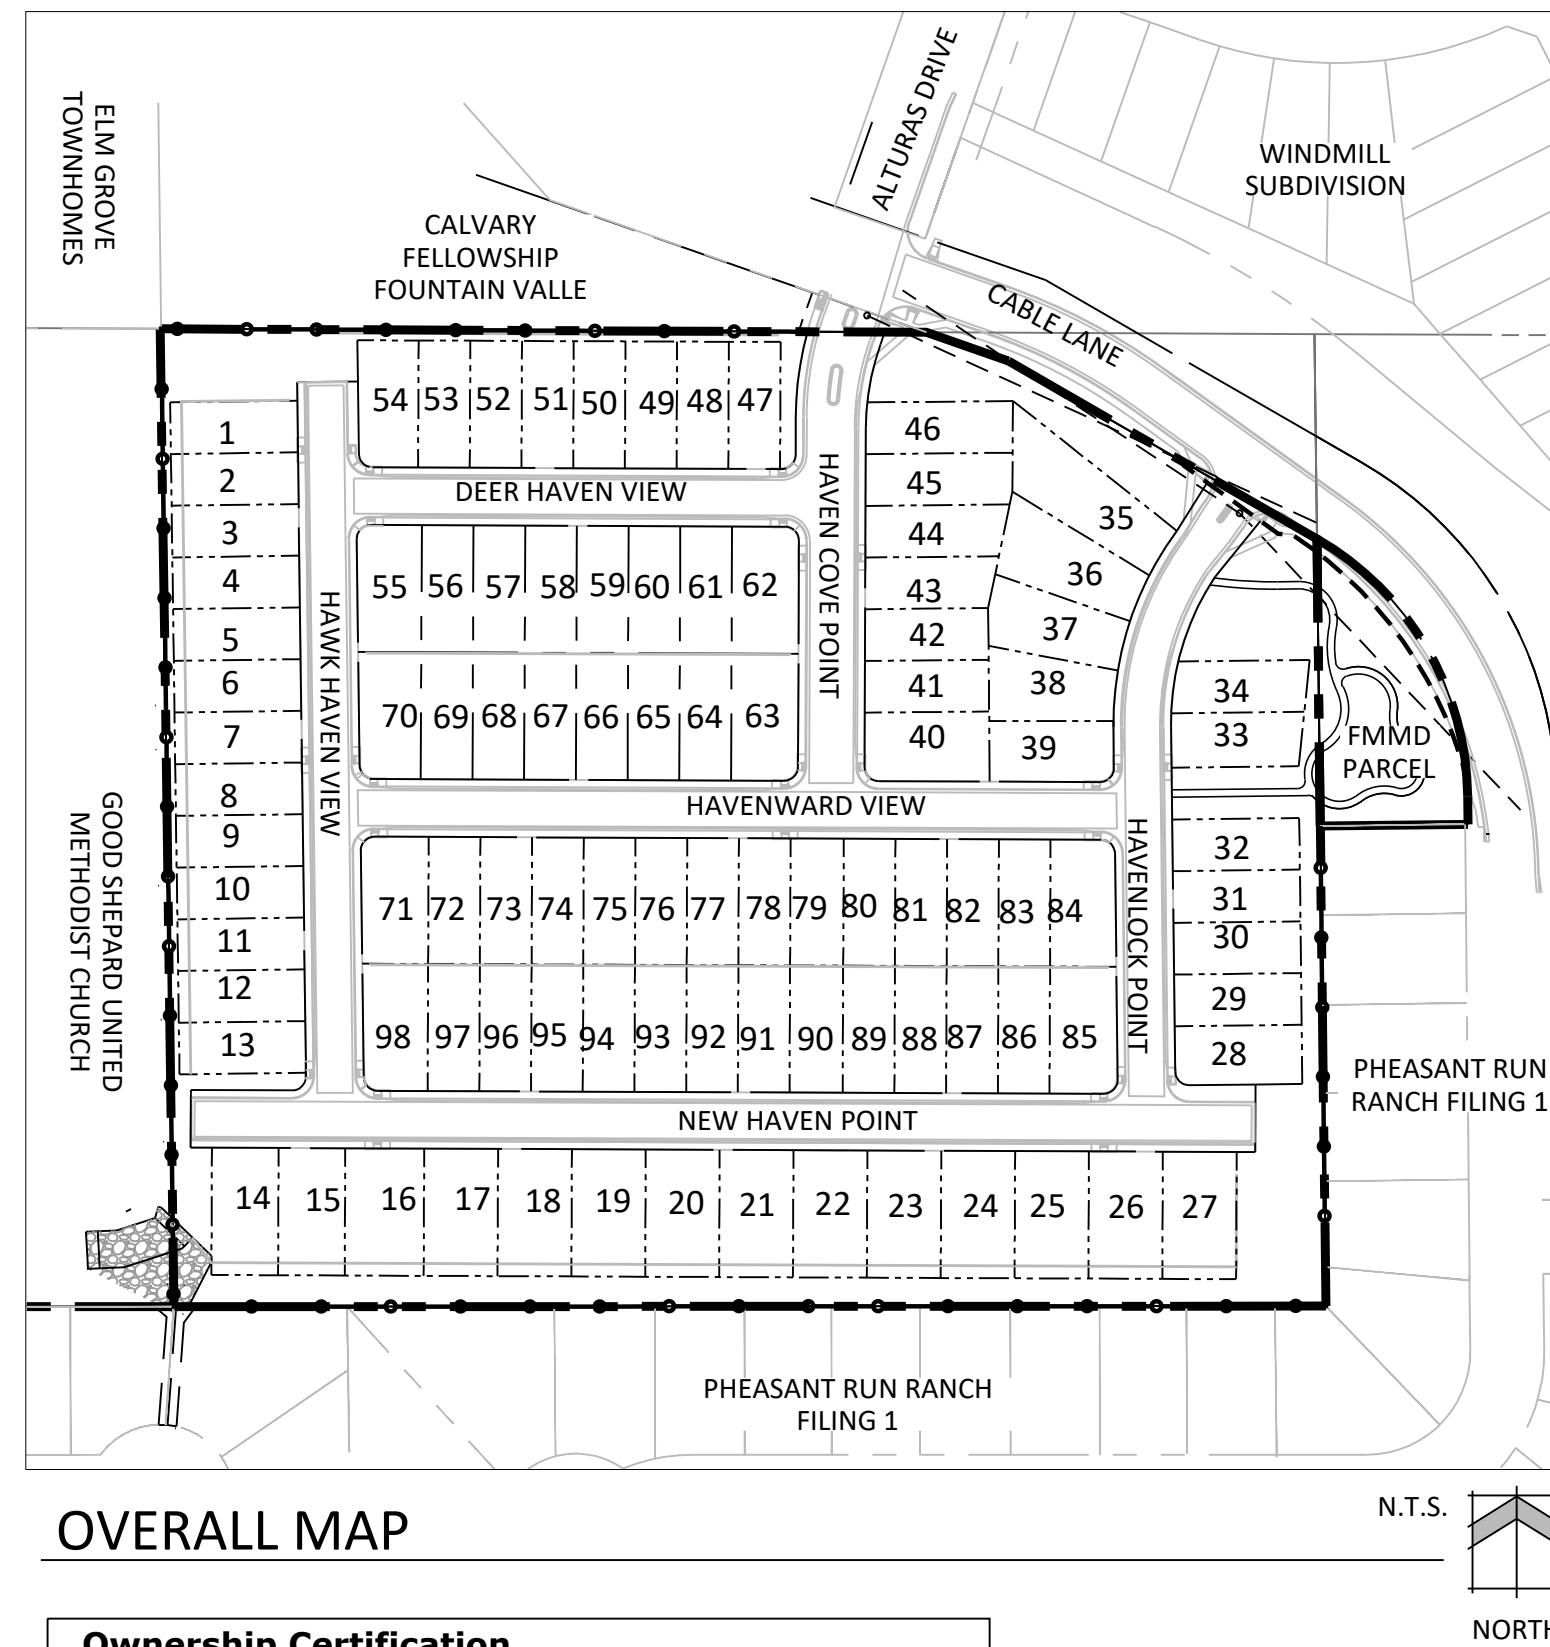 ELM GROVE
TOWNHOMES
ALTURAS DRIVE
WINDMILL
SUBDIVISION
CALVARY
FELLOWSHIP
FOUNTAIN VALLE
CABLE LANE
54 53 52 51 50 49 48 47
1
2
3
4
5
6
7
8
9
10
11
12
13
DEER HAVEN VIEW
HAVEN COVE POINT
HAWK HAVEN VIEW
46
45
44
43
42
41
40
35
36
37
38
39
55 56 57 58 59 60 61 62
70 69 68 67 66 65 64 63
34
33
FMMD
PARCEL
HAVENWARD VIEW
HAVENLOCK POINT
GOOD SHEPARD UNITED
METHODIST CHURCH
71 72 73 74 75 76 77 78 79 80 81 82 83 84
98 97 96 95 94 93 92 91 90 89 88 87 86 85
32
31
30
29
28
PHEASANT RUN
RANCH FILING 1
NEW HAVEN POINT
14 15 16 17 18 19 20 21 22 23 24 25 26 27
PHEASANT RUN RANCH
FILING 1
OVERALL MAP
N.T.S.
NORTH
Ownership Certification